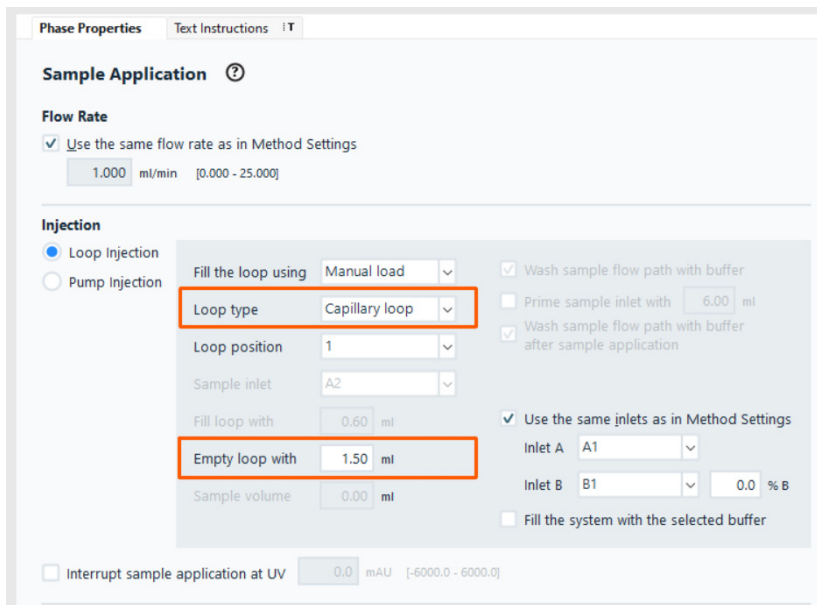 Phase Properties Text Instructions T
Sample Application ?
Flow Rate
Use the same flow rate as in Method Settings
1.000 ml/min [0.000 - 25.000]
Injection
Loop Injection
Pump Injection
Fill the loop using Manual load
Loop type Capillary loop
Loop position 1
Sample inlet A2
Fill loop with 0.60 ml
Empty loop with 1.50 ml
Sample volume 0.00 ml
Wash sample flow path with buffer
Prime sample inlet with 6.00 ml
Wash sample flow path with buffer
after sample application
Use the same inlets as in Method Settings
Inlet A A1
Inlet B B1 0.0 % B
Fill the system with the selected buffer
Interrupt sample application at UV 0.0 mAU [-6000.0 - 6000.0]